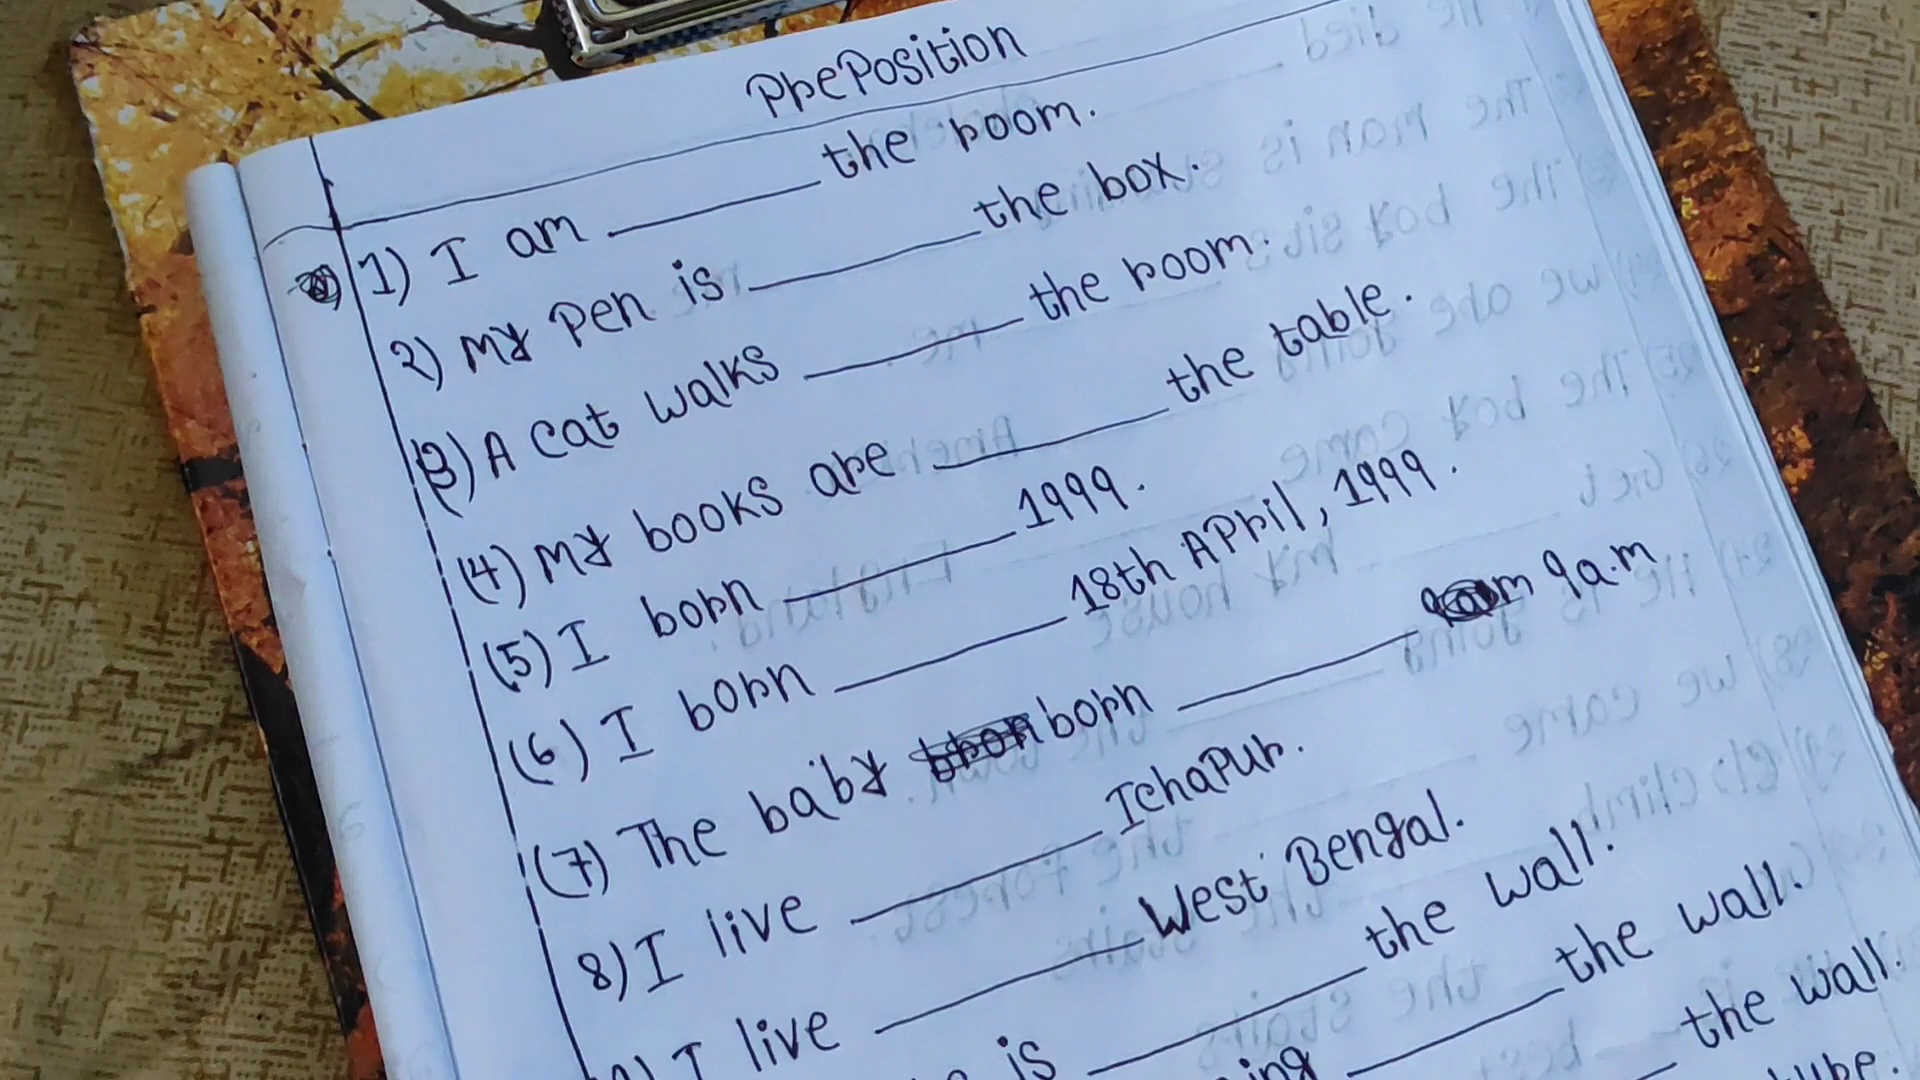 Preposition
1) I am ______ the room.
2) My pen is ______ the box.
(3) A cat walks ______ the room.
(4) My books are ______ the table.
(5) I born ______ 1999.
(6) I born ______ 18th April, 1999.
(7) The baby born ______ 9a.m
8) I live ______ Ichapur.
I live ______ West Bengal.
is ______ the wall.
______ the wall.
______ the wall.